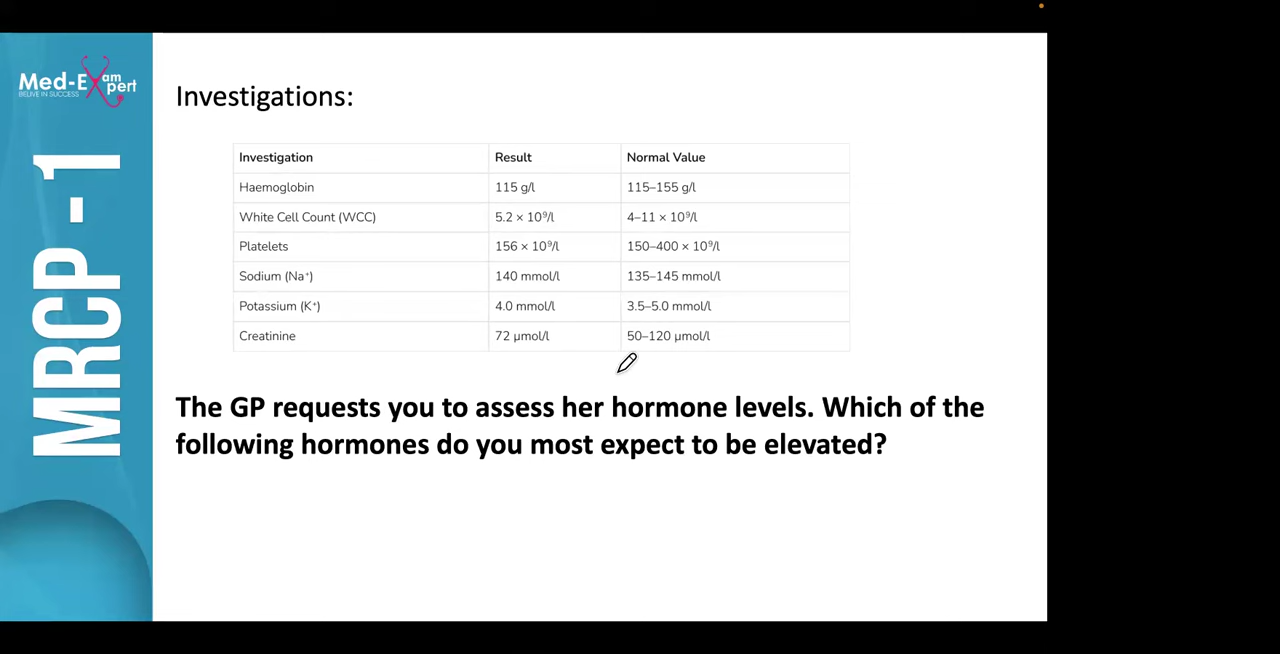 Med-Exam
pert
BELIVE IN SUCCESS
MRCP - 1
Investigations:
Investigation Result Normal Value
Haemoglobin 115 g/l 115–155 g/l
White Cell Count (WCC) 5.2 × 10⁹/l 4–11 × 10⁹/l
Platelets 156 × 10⁹/l 150–400 × 10⁹/l
Sodium (Na⁺) 140 mmol/l 135–145 mmol/l
Potassium (K⁺) 4.0 mmol/l 3.5–5.0 mmol/l
Creatinine 72 µmol/l 50–120 µmol/l
The GP requests you to assess her hormone levels. Which of the
following hormones do you most expect to be elevated?